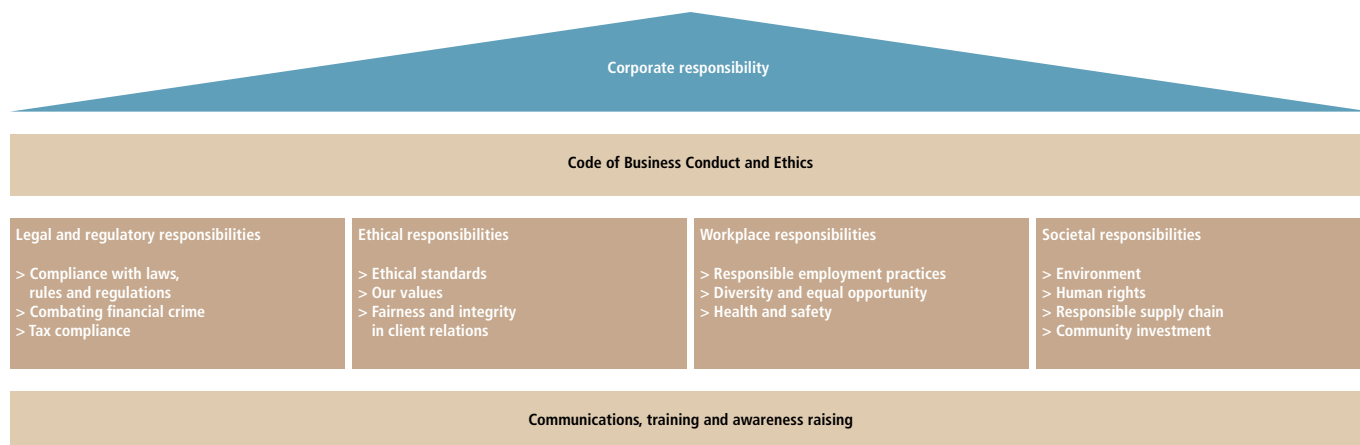 Corporate responsibility
Code of Business Conduct and Ethics
Legal and regulatory responsibilities
> Compliance with laws,
rules and regulations
> Combating financial crime
> Tax compliance
Ethical responsibilities
> Ethical standards
> Our values
> Fairness and integrity
in client relations
Workplace responsibilities
> Responsible employment practices
> Diversity and equal opportunity
> Health and safety
Societal responsibilities
> Environment
> Human rights
> Responsible supply chain
> Community investment
Communications, training and awareness raising